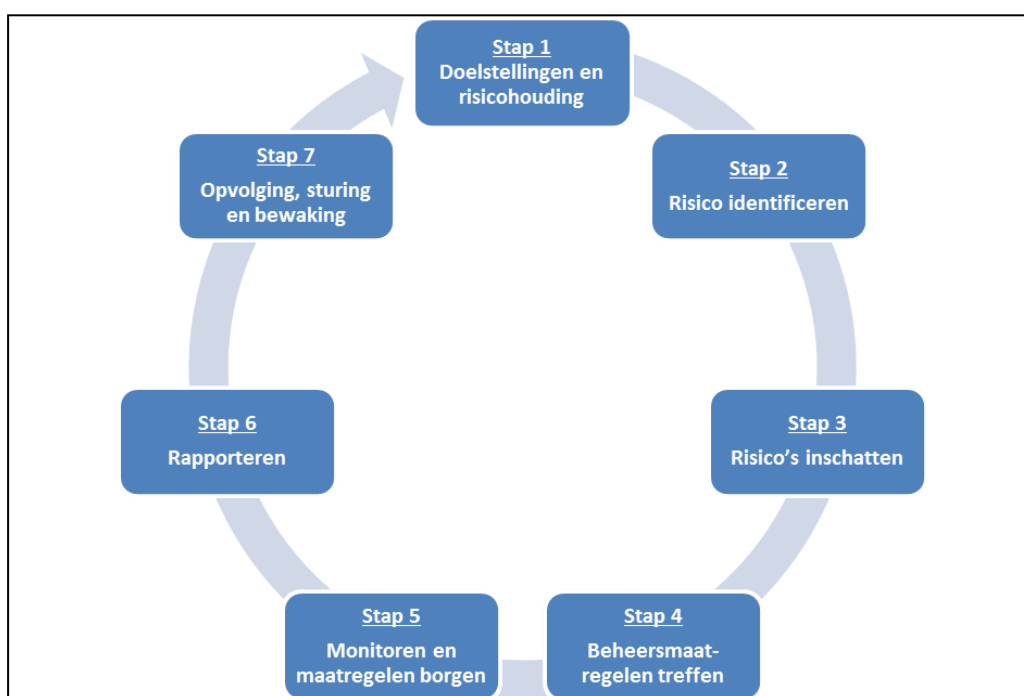 Stap 1
Doelstellingen en
risicohouding
Stap 2
Risico identificeren
Stap 3
Risico's inschatten
Stap 4
Beheersmaat-
regelen treffen
Stap 5
Monitoren en
maatregelen borgen
Stap 6
Rapporteren
Stap 7
Opvolging, sturing
en bewaking